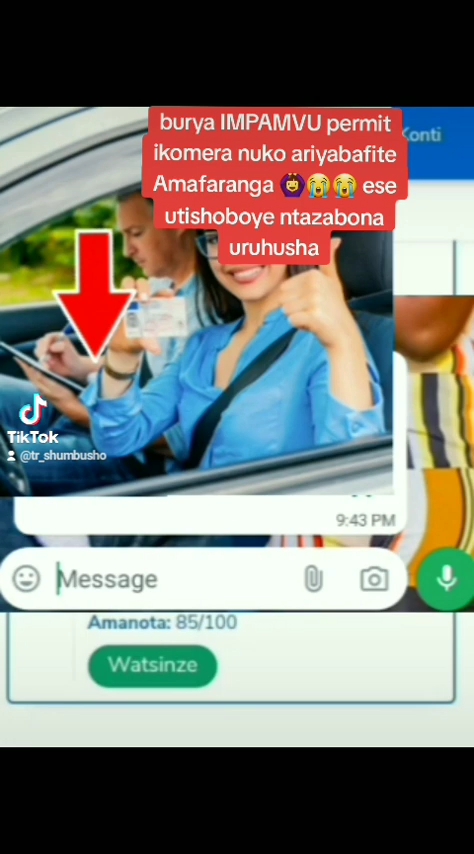 burya IMPAMVU permit
Konti
ikomera nuko ariyabafite
Amafaranga 🙆‍♀️😭😭 ese
utishoboye ntazabona
uruhusha
TikTok
@tr_shumbusho
9:43 PM
Message
Amanota: 85/100
Watsinze